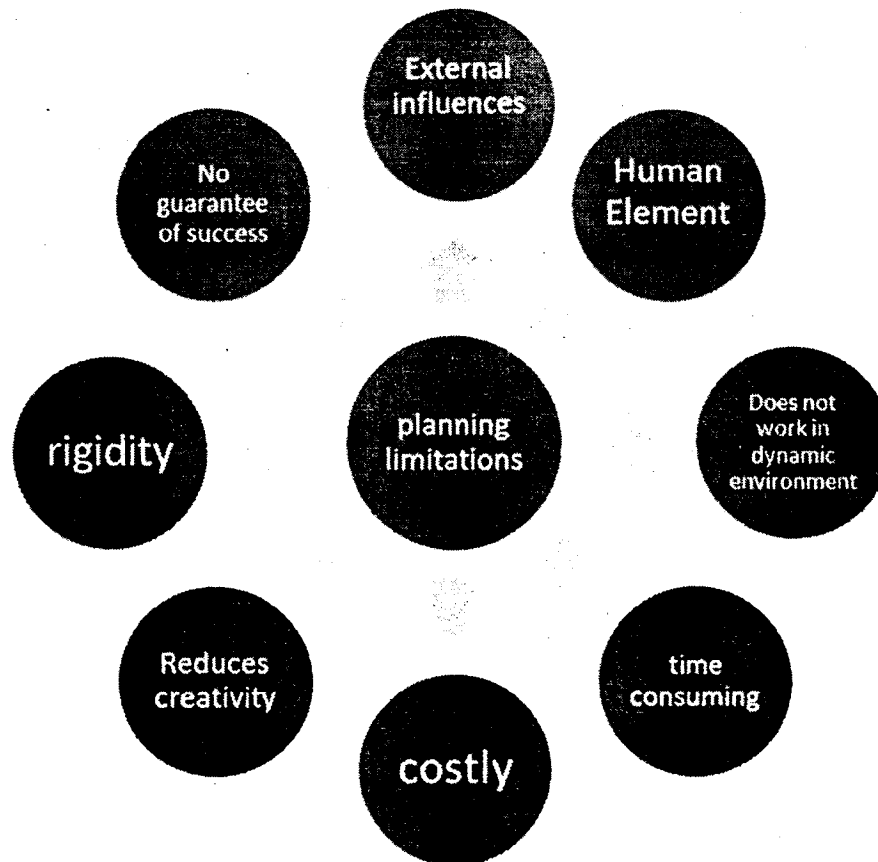 External
influences
Human
Element
Does not
work in
dynamic
environment
time
consuming
costly
Reduces
creativity
rigidity
No
guarantee
of success
planning
limitations